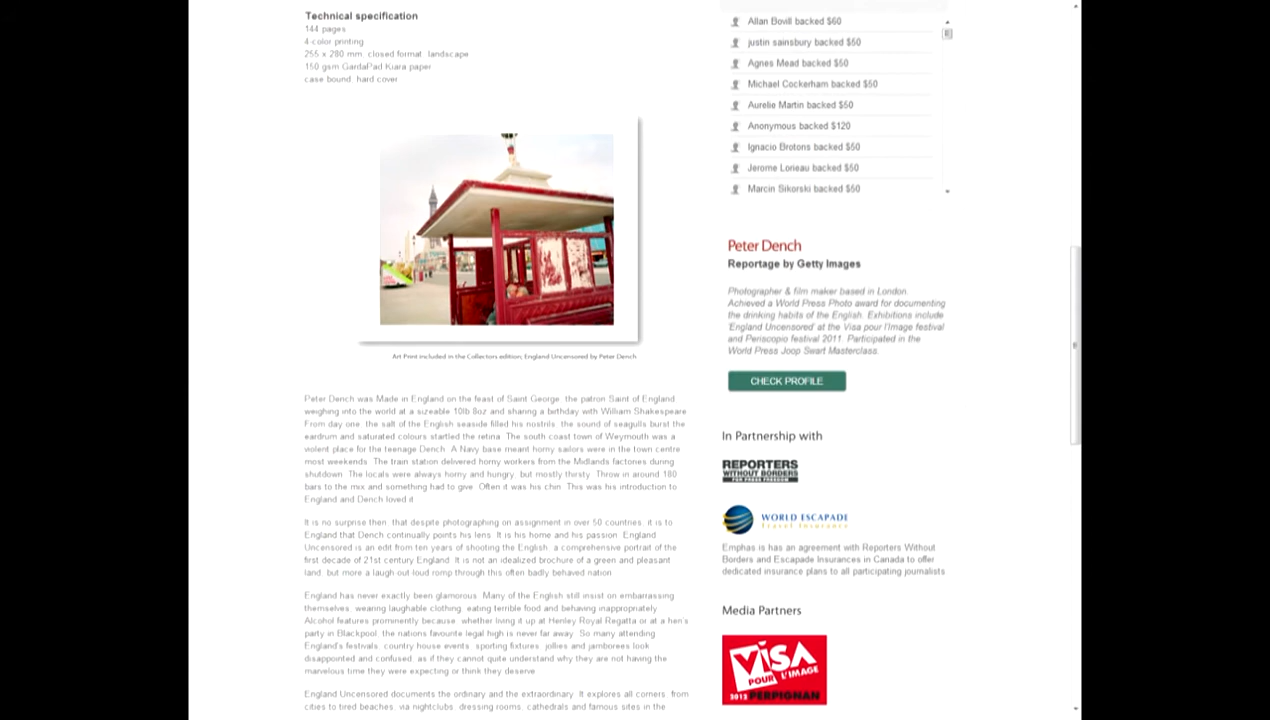 Technical specification
144 pages
4 color printing
255 x 280 mm closed format landscape
150 gsm GardaPad Kiara paper
case bound hard cover
Art Print included in the Collectors edition, England Uncensored by Peter Dench
Peter Dench was Made in England on the feast of Saint George the patron Saint of England
weighing into the world at a sizeable 10lb 8oz and sharing a birthday with William Shakespeare
From day one the salt of the English seaside filled his nostrils the sound of seagulls burst the
eardrum and saturated colours startled the retina The south coast town of Weymouth was a
violent place for the teenage Dench A Navy base meant horny sailors were in the town centre
most weekends The train station delivered horny workers from the Midlands factories during
shutdown The locals were always horny and hungry but mostly thirsty Throw in around 180
bars to the mix and something had to give Often it was his chin This was his introduction to
England and Dench loved it
It is no surprise then that despite photographing on assignment in over 50 countries it is to
England that Dench continually points his lens It is his home and his passion England
Uncensored is an edit from ten years of shooting the English a comprehensive portrait of the
first decade of 21st century England It is not an idealized brochure of a green and pleasant
land but more a laugh out loud romp through this often badly behaved nation
England has never exactly been glamorous Many of the English still insist on embarrassing
themselves wearing laughable clothing eating terrible food and behaving inappropriately
Alcohol features prominently because whether living it up at Henley Royal Regatta or at a hen's
party in Blackpool the nations favourite legal high is never far away So many attending
England's festivals country house events sporting fixtures jollies and jamborees look
disappointed and confused as if they cannot quite understand why they are not having the
marvelous time they were expecting or think they deserve
England Uncensored documents the ordinary and the extraordinary It explores all corners from
cities to tired beaches via nightclubs dressing rooms cathedrals and famous sites in the
Allan Bovill backed $60
justin sainsbury backed $50
Agnes Mead backed $50
Michael Cockerham backed $50
Aurelie Martin backed $50
Anonymous backed $120
Ignacio Brotons backed $50
Jerome Lorieau backed $50
Marcin Sikorski backed $50
Peter Dench
Reportage by Getty Images
Photographer & film maker based in London.
Achieved a World Press Photo award for documenting
the drinking habits of the English. Exhibitions include
'England Uncensored' at the Visa pour l'Image festival
and Periscopio festival 2011. Participated in the
World Press Joop Swart Masterclass.
CHECK PROFILE
In Partnership with
REPORTERS
WITHOUT BORDERS
FOR PRESS FREEDOM
WORLD ESCAPADE
Travel Insurance
Emphas is has an agreement with Reporters Without
Borders and Escapade Insurances in Canada to offer
dedicated insurance plans to all participating journalists
Media Partners
VISA
POUR L'IMAGE
2012 PERPIGNAN